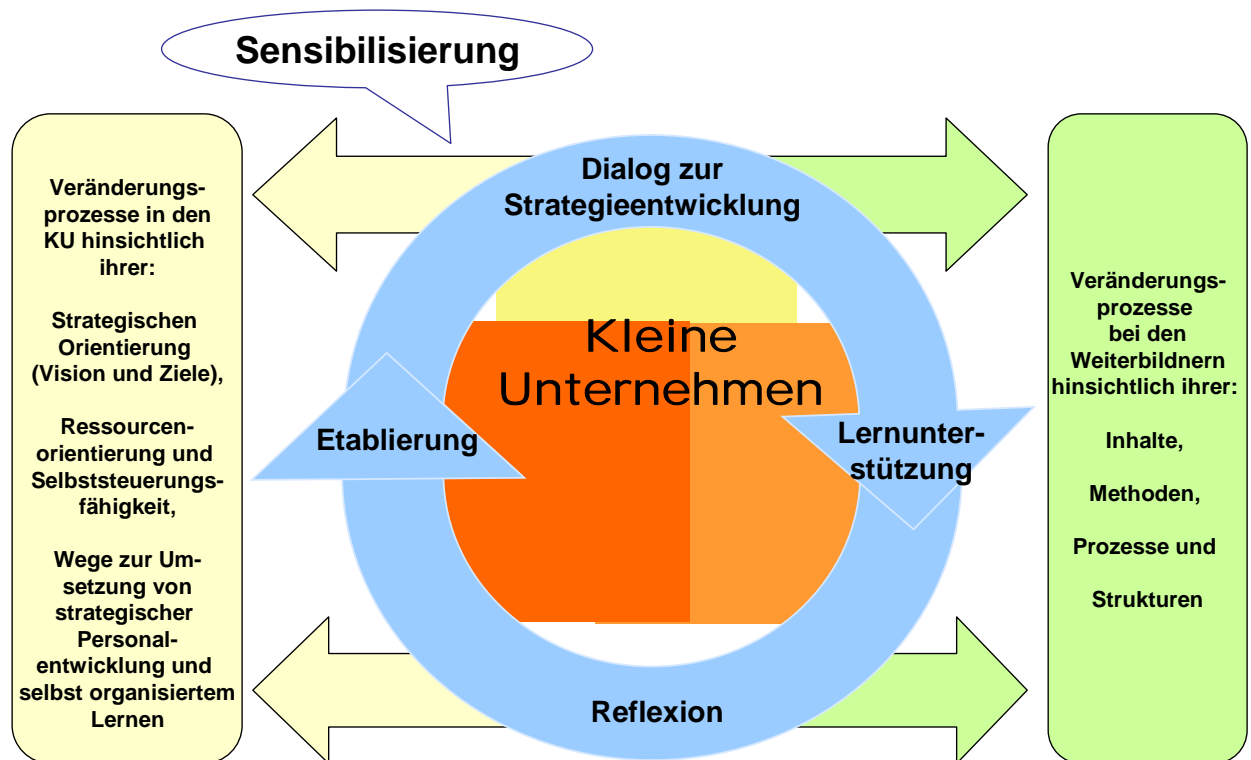 Sensibilisierung
Veränderungs-
prozesse in den
KU hinsichtlich
ihrer:
Strategischen
Orientierung
(Vision und Ziele),
Ressourcen-
orientierung und
Selbststeuerungs-
fähigkeit,
Wege zur Um-
setzung von
strategischer
Personal-
entwicklung und
selbst organisiertem
Lernen
Dialog zur
Strategieentwicklung
Kleine
Unternehmen
Etablierung
Lernunter-
stützung
Reflexion
Veränderungs-
prozesse
bei den
Weiterbildnern
hinsichtlich ihrer:
Inhalte,
Methoden,
Prozesse und
Strukturen